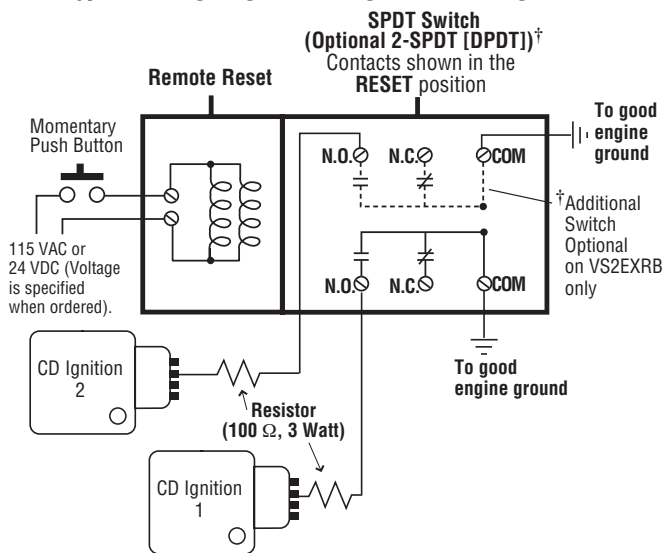 SPDT Switch
(Optional 2-SPDT [DPDT])†
Contacts shown in the
RESET position
Remote Reset
Momentary
Push Button
To good
engine
ground
N.O.
N.C.
COM
†Additional
Switch
Optional
on VS2EXRB
only
115 VAC or
24 VDC (Voltage
is specified
when ordered).
N.O.
N.C.
COM
To good
engine ground
CD Ignition
2
Resistor
(100 Ω, 3 Watt)
CD Ignition
1